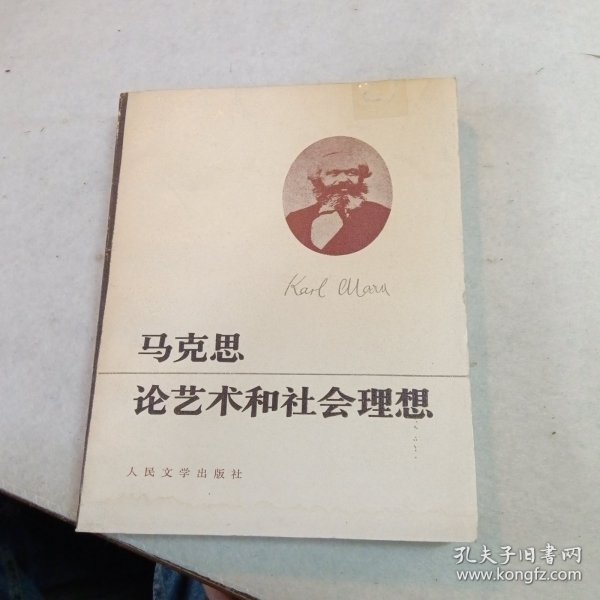 Karl Marx
马克思
论艺术和社会理想
人民文学出版社
孔夫子旧书网
www.kongfz.com